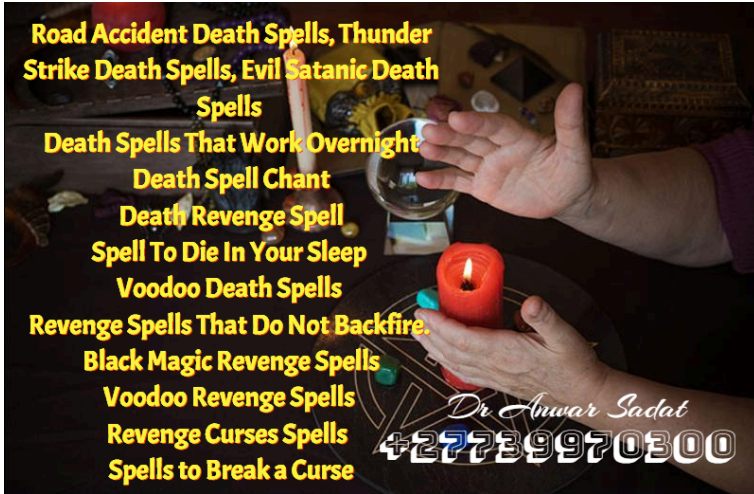 Road Accident Death Spells, Thunder
Strike Death Spells, Evil Satanic Death
Spells
Death Spells That Work Overnight
Death Spell Chant
Death Revenge Spell
Spell To Die In Your Sleep
Voodoo Death Spells
Revenge Spells That Do Not Backfire.
Black Magic Revenge Spells
Voodoo Revenge Spells
Revenge Curses Spells
Spells to Break a Curse
Dr Anwar Sadat
+27739970300